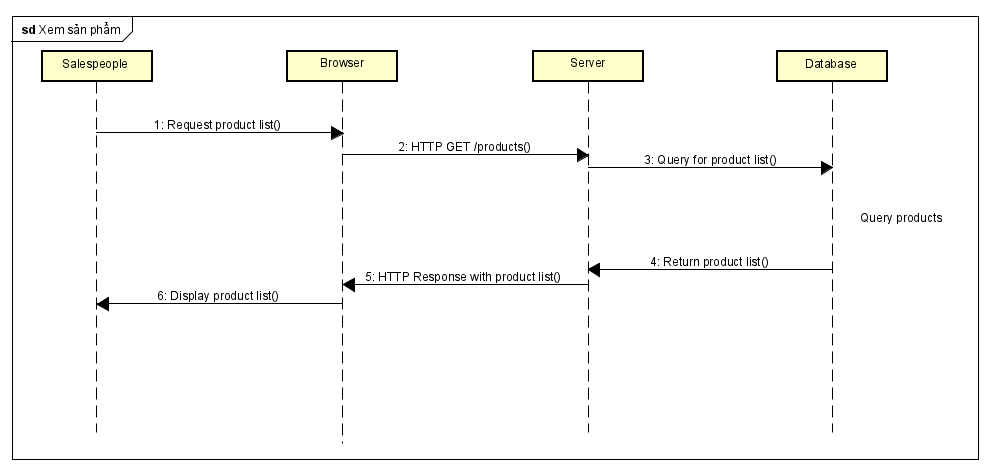 sd Xem sản phẩm
Salespeople
Browser
Server
Database
1: Request product list()
2: HTTP GET /products()
3: Query for product list()
Query products
4: Return product list()
5: HTTP Response with product list()
6: Display product list()